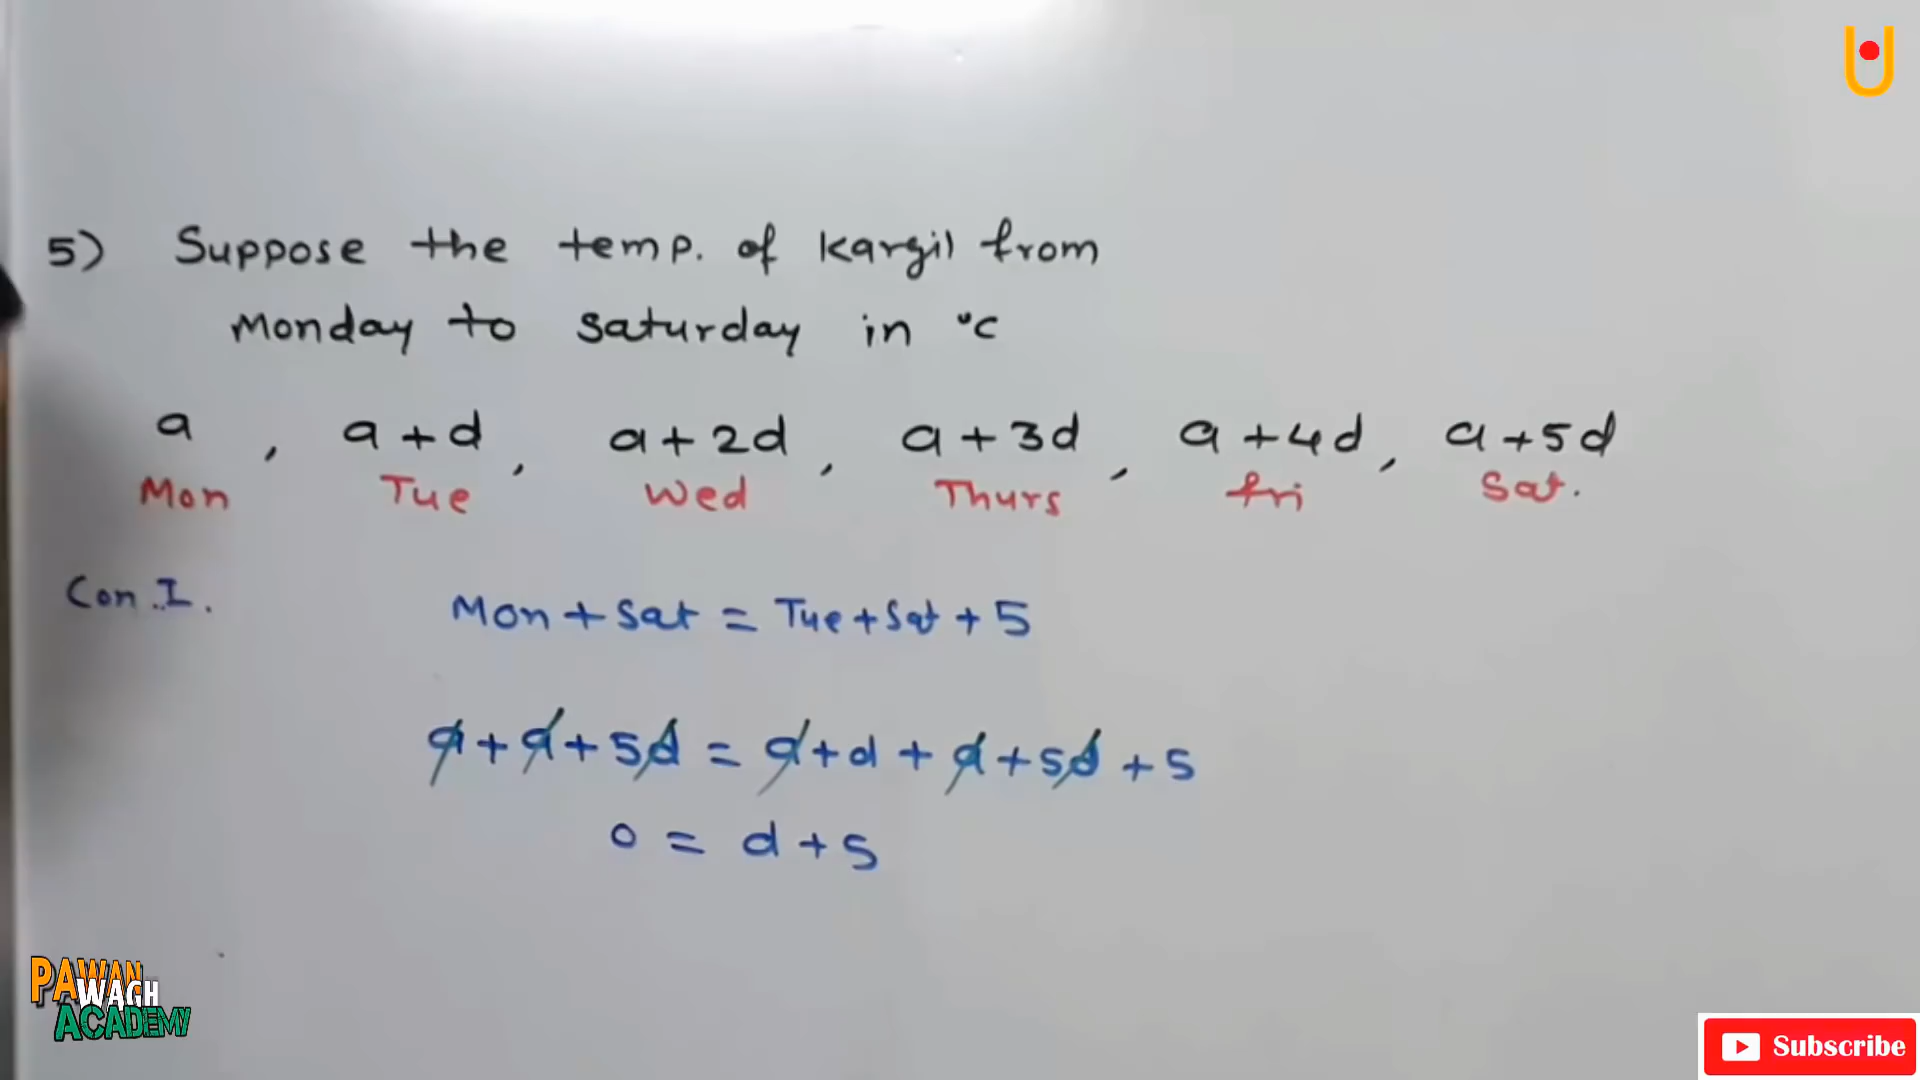 5) Suppose the temp. of kargil from
Monday to saturday in °C
a , a + d , a + 2d , a + 3d , a + 4d , a + 5d
Mon Tue Wed Thurs fri Sat.
Con.I. Mon + Sat = Tue + Sat + 5
a + a + 5d = a + d + a + 5d + 5
0 = d + 5
PAWAN
WAGH
ACADEMY
Subscribe